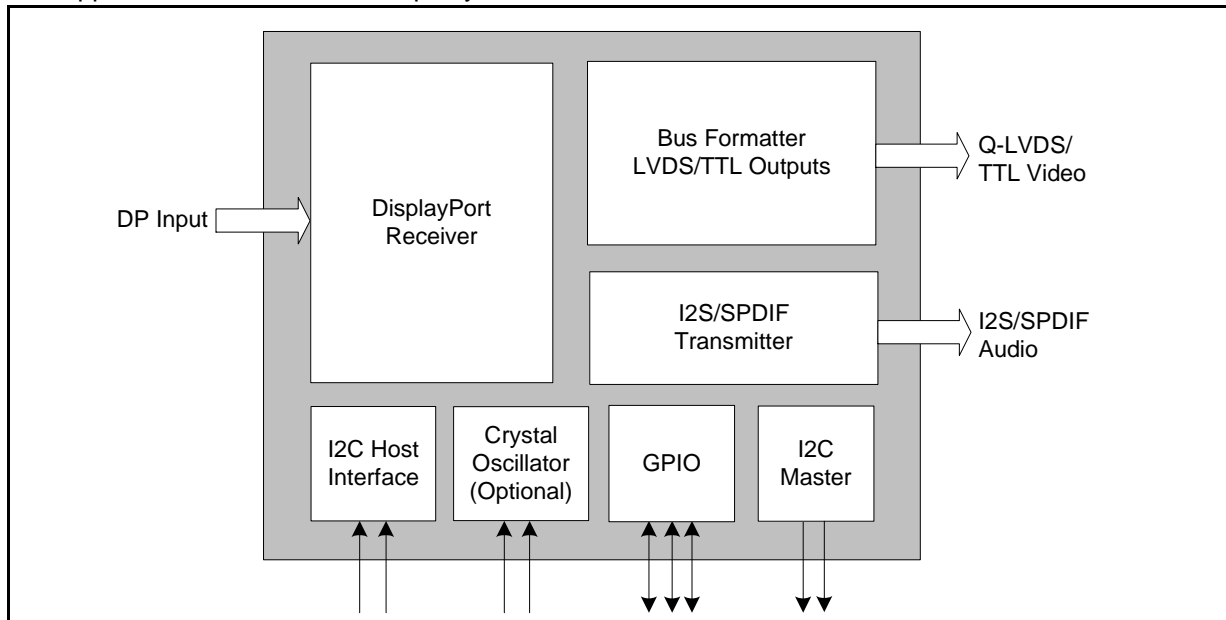 DP Input
DisplayPort
Receiver
Bus Formatter
LVDS/TTL Outputs
Q-LVDS/
TTL Video
I2S/SPDIF
Transmitter
I2S/SPDIF
Audio
I2C Host
Interface
Crystal
Oscillator
(Optional)
GPIO
I2C
Master